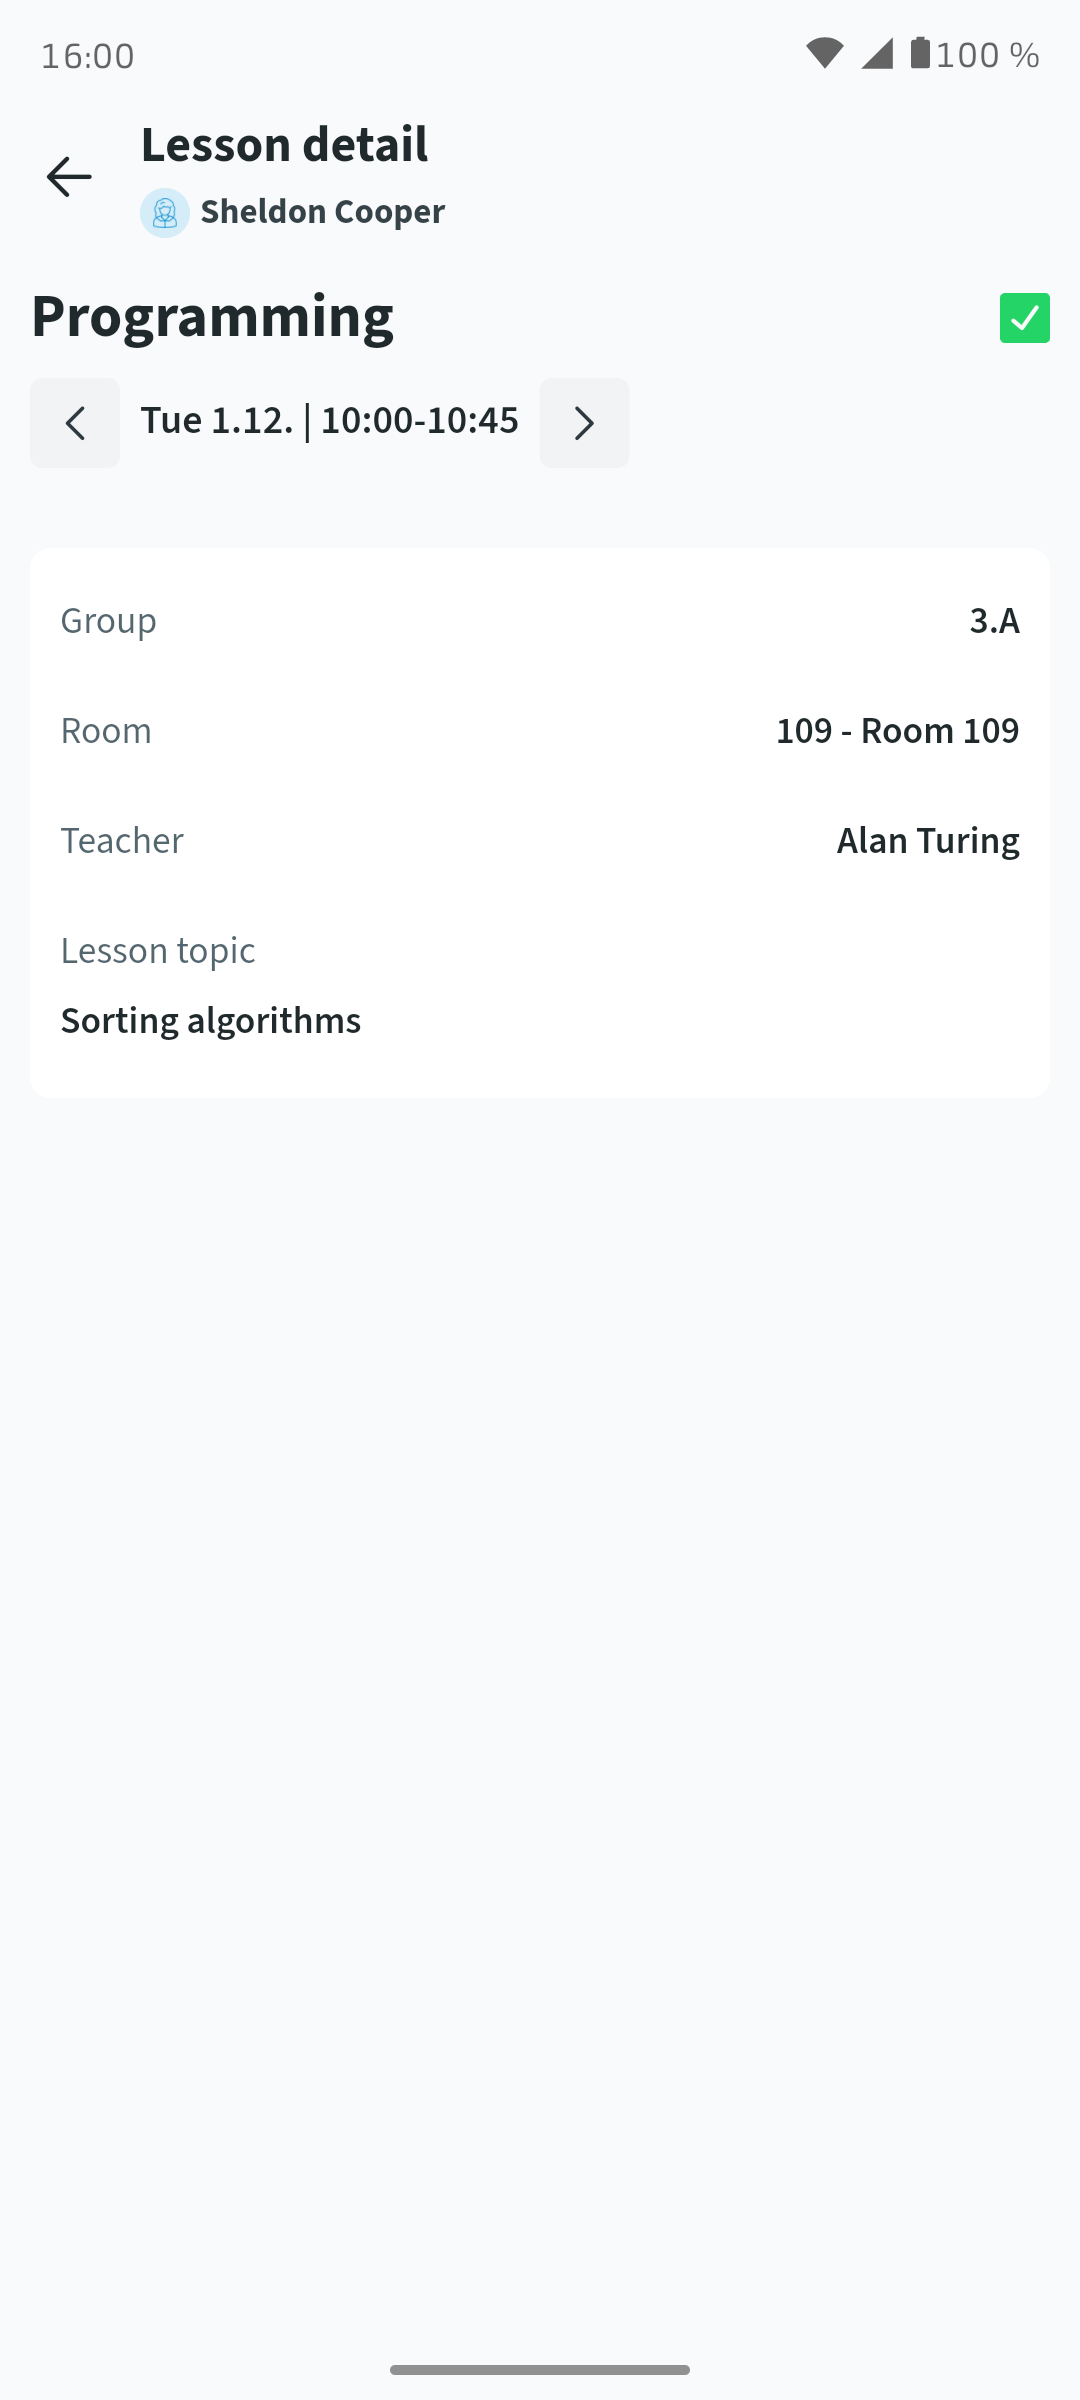 16:00
100 %
Lesson detail
Sheldon Cooper
Programming
Tue 1.12. | 10:00-10:45
Group
3.A
Room
109 - Room 109
Teacher
Alan Turing
Lesson topic
Sorting algorithms